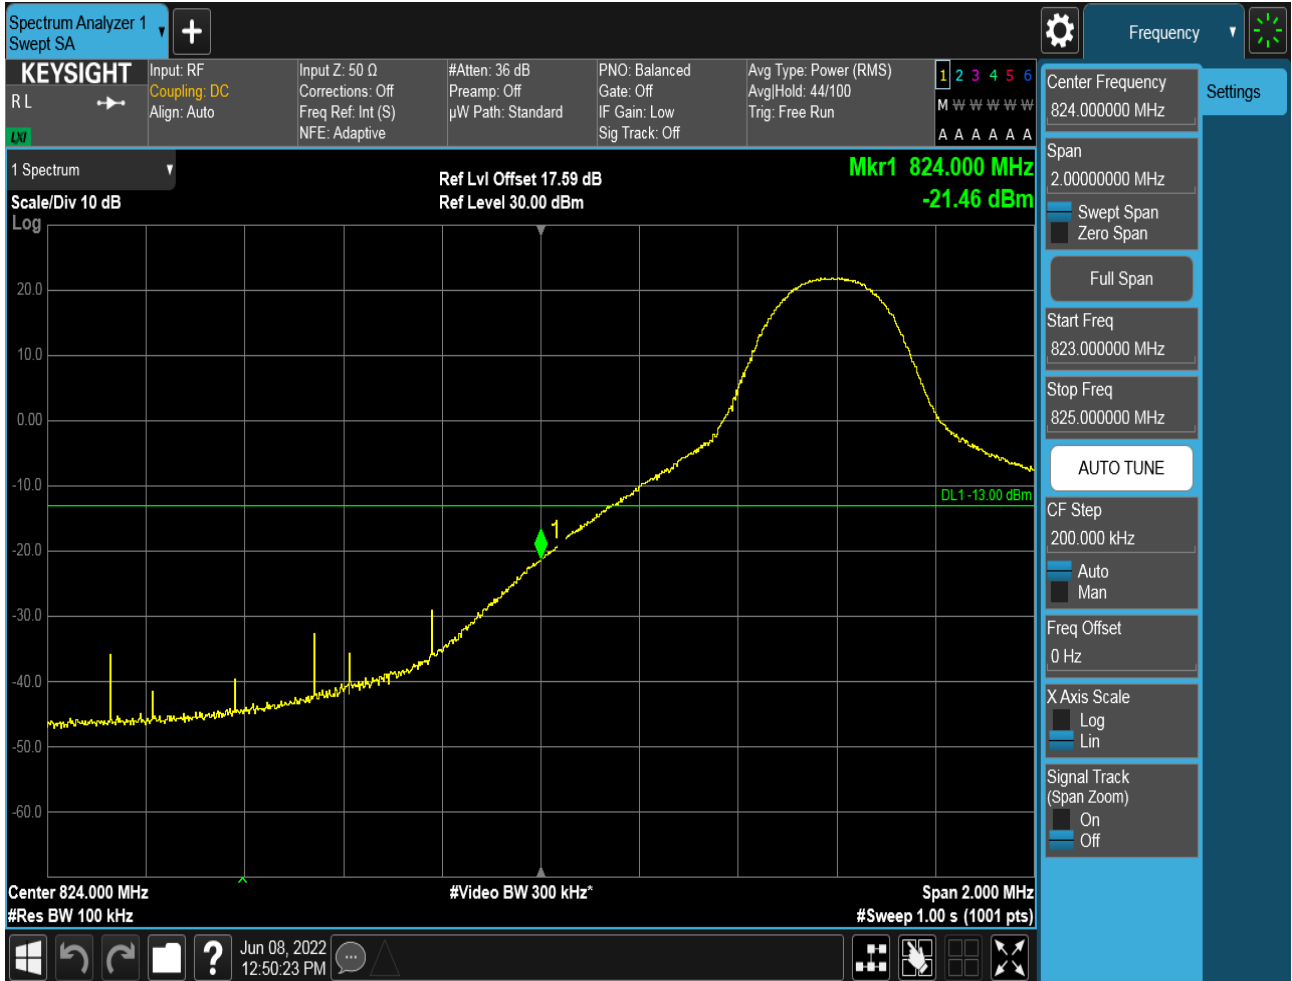 Spectrum Analyzer 1
Swept SA
+
Frequency
KEYSIGHT
R L
LXI
Input: RF
Coupling: DC
Align: Auto
Input Z: 50 Ω
Corrections: Off
Freq Ref: Int (S)
NFE: Adaptive
#Atten: 36 dB
Preamp: Off
µW Path: Standard
PNO: Balanced
Gate: Off
IF Gain: Low
Sig Track: Off
Avg Type: Power (RMS)
Avg|Hold: 44/100
Trig: Free Run
1 2 3 4 5 6
M W W W W W
A A A A A A
1 Spectrum
Scale/Div 10 dB
Log
Ref Lvl Offset 17.59 dB
Ref Level 30.00 dBm
Mkr1 824.000 MHz
-21.46 dBm
20.0
10.0
0.00
-10.0
-20.0
-30.0
-40.0
-50.0
-60.0
DL1 -13.00 dBm
1
Center 824.000 MHz
#Res BW 100 kHz
#Video BW 300 kHz*
Span 2.000 MHz
#Sweep 1.00 s (1001 pts)
?
Jun 08, 2022
12:50:23 PM
Center Frequency
824.000000 MHz
Span
2.00000000 MHz
Swept Span
Zero Span
Full Span
Start Freq
823.000000 MHz
Stop Freq
825.000000 MHz
AUTO TUNE
CF Step
200.000 kHz
Auto
Man
Freq Offset
0 Hz
X Axis Scale
Log
Lin
Signal Track
(Span Zoom)
On
Off
Settings